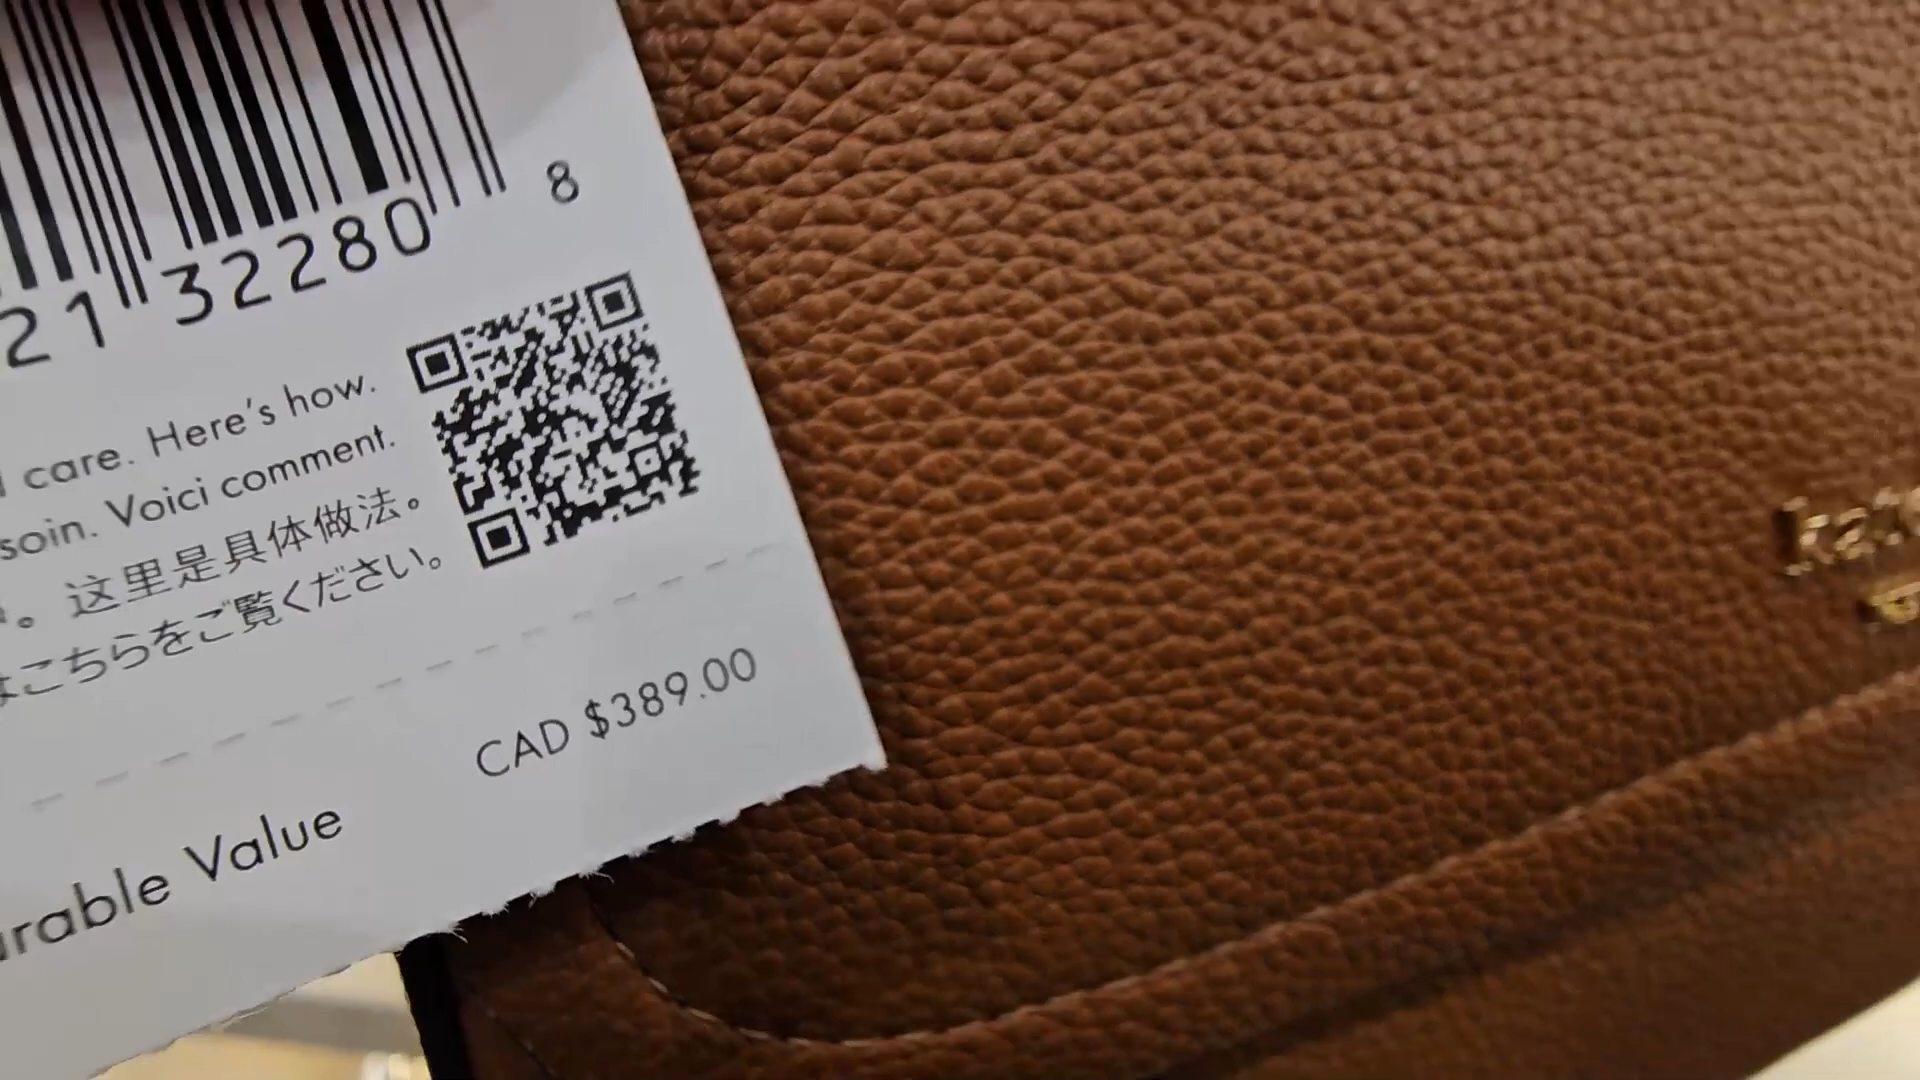 21 32280 8
care. Here's how.
soin. Voici comment.
。这里是具体做法。
はこちらをご覧ください。
CAD $389.00
Value
kate